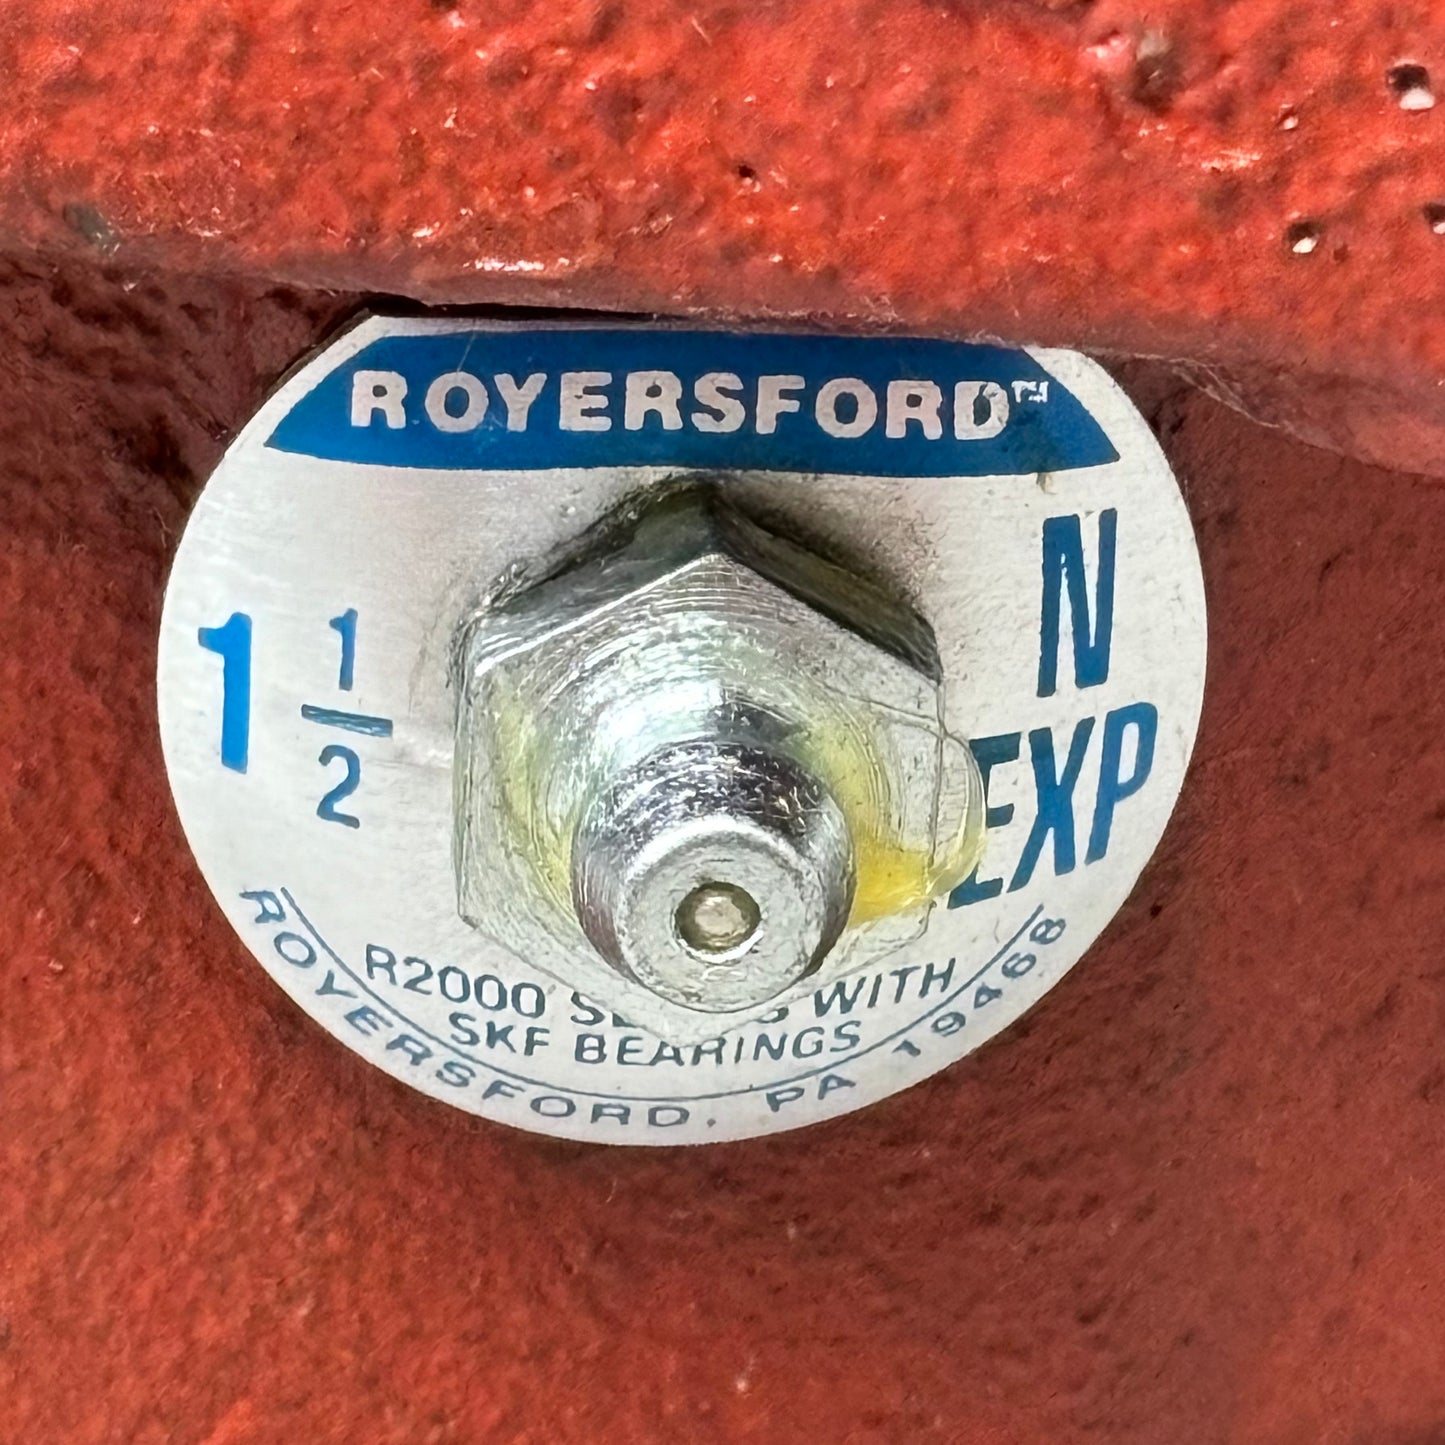 ROYERSFORD™
1 1/2
N
EXP
R2000 WITH
SKF BEARINGS
ROYERSFORD, PA 19468